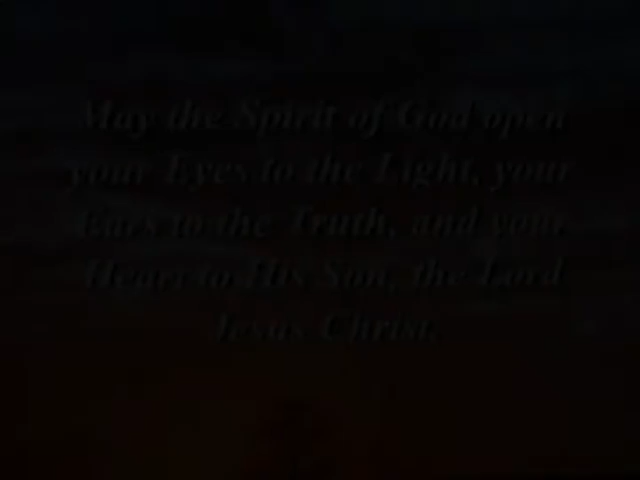 May the Spirit of God open
your Eyes to the Light, your
Ears to the Truth, and your
Heart to His Son, the Lord
Jesus Christ.